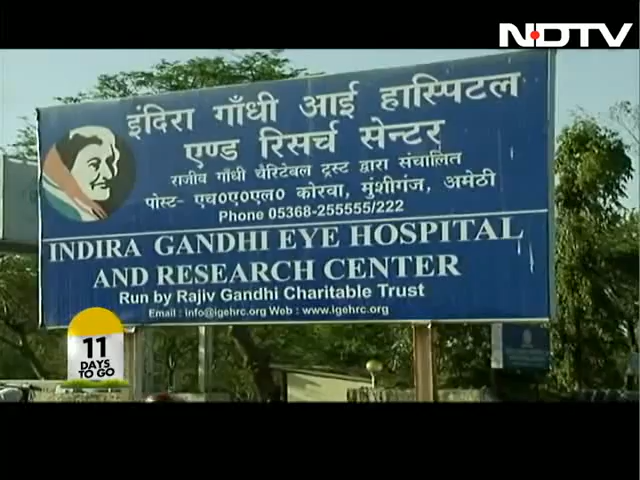 NDTV
इंदिरा गाँधी आई हास्पिटल
एण्ड रिसर्च सेन्टर
राजीव गाँधी चैरिटेबल ट्रस्ट द्वारा संचालित
पोस्ट- एच०ए०एल० कोरवा, मुंशीगंज, अमेठी
Phone 05368-255555/222
INDIRA GANDHI EYE HOSPITAL
AND RESEARCH CENTER
Run by Rajiv Gandhi Charitable Trust
Email : info@igehrc.org Web : www.igehrc.org
11
DAYS
TO GO